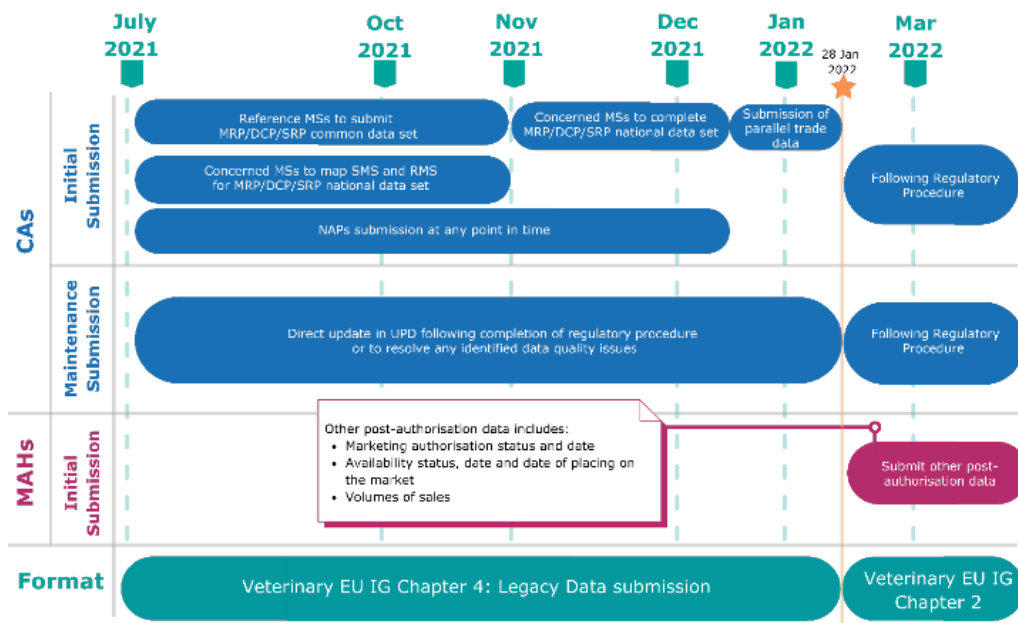 July
2021
Oct
2021
Nov
2021
Dec
2021
Jan
2022
28 Jan
2022
Mar
2022
CAs
Initial
Submission
Reference MSs to submit
MRP/DCP/SRP common data set
Concerned MSs to complete
MRP/DCP/SRP national data set
Submission of
parallel trade
data
Concerned MSs to map SMS and RMS
for MRP/DCP/SRP national data set
Following Regulatory
Procedure
NAPs submission at any point in time
Maintenance
Submission
Direct update in UPD following completion of regulatory procedure
or to resolve any identified data quality issues
Following Regulatory
Procedure
MAHs
Initial
Submission
Other post-authorisation data includes:
• Marketing authorisation status and date
• Availability status, date and date of placing on
the market
• Volumes of sales
Submit other post-
authorisation data
Format
Veterinary EU IG Chapter 4: Legacy Data submission
Veterinary EU IG
Chapter 2